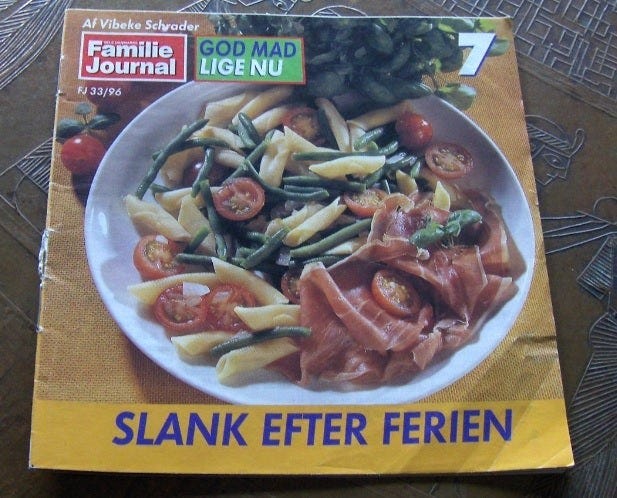 Af Vibeke Schrader
Familie
Journal
GOD MAD
LIGE NU
7
FJ 33/96
SLANK EFTER FERIEN